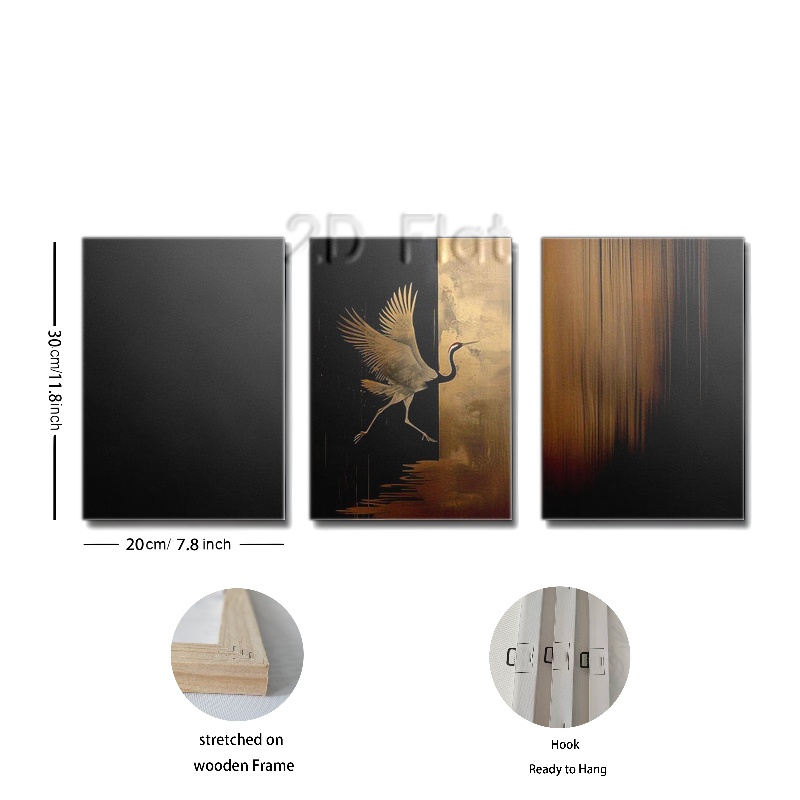 2D Flat
30cm/11.8inch
20cm/ 7.8 inch
stretched on
wooden Frame
Hook
Ready to Hang